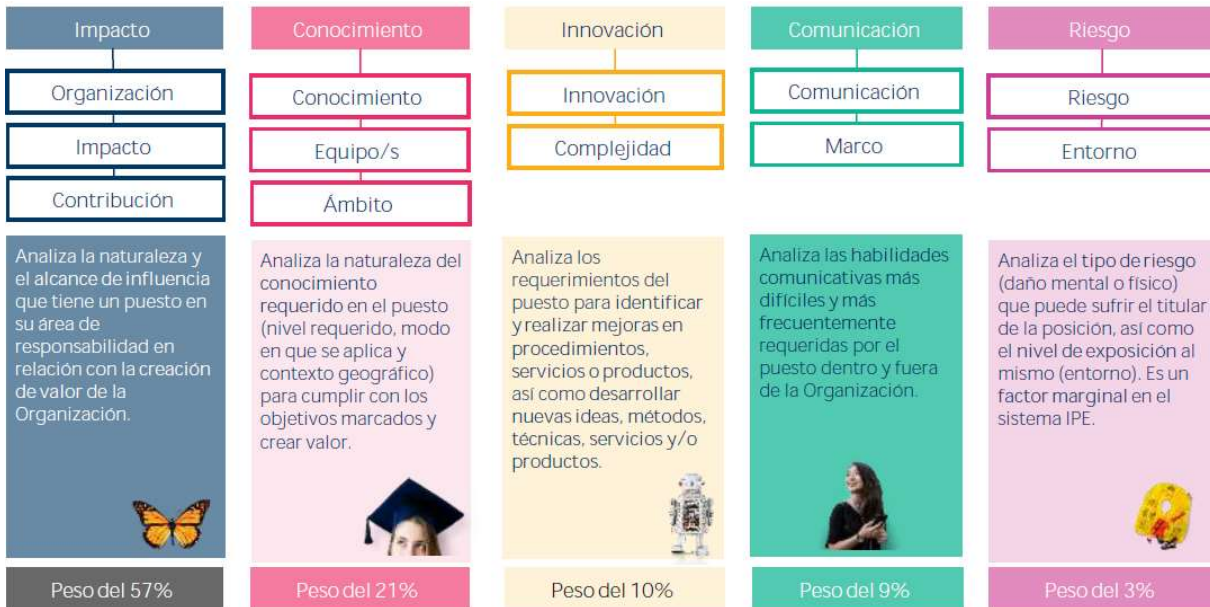 Impacto
Organización
Impacto
Contribución
Analiza la naturaleza y
el alcance de influencia
que tiene un puesto en
su área de
responsabilidad en
relación con la creación
de valor de la
Organización.
Peso del 57%
Conocimiento
Conocimiento
Equipo/s
Ámbito
Analiza la naturaleza del
conocimiento
requerido en el puesto
(nivel requerido, modo
en que se aplica y
contexto geográfico)
para cumplir con los
objetivos marcados y
crear valor.
Peso del 21%
Innovación
Innovación
Complejidad
Analiza los
requerimientos del
puesto para identificar
y realizar mejoras en
procedimientos,
servicios o productos,
así como desarrollar
nuevas ideas, métodos,
técnicas, servicios y/o
productos.
Peso del 10%
Comunicación
Comunicación
Marco
Analiza las habilidades
comunicativas más
difíciles y más
frecuentemente
requeridas por el
puesto dentro y fuera
de la Organización.
Peso del 9%
Riesgo
Riesgo
Entorno
Analiza el tipo de riesgo
(daño mental o físico)
que puede sufrir el titular
de la posición, así como
el nivel de exposición al
mismo (entorno). Es un
factor marginal en el
sistema IPE.
Peso del 3%